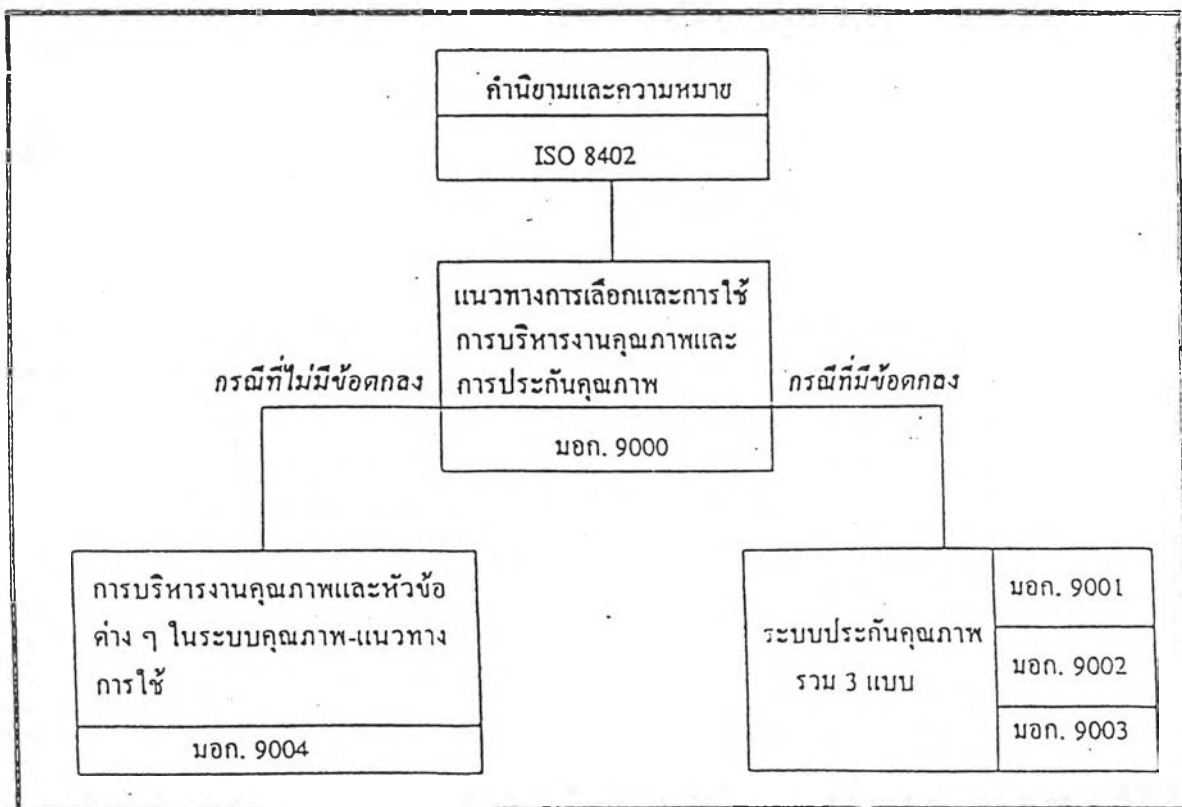 คำนิยามและความหมาย
ISO 8402
แนวทางการเลือกและการใช้
การบริหารงานคุณภาพและ
การประกันคุณภาพ
กรณีที่ไม่มีข้อตกลง
กรณีที่มีข้อตกลง
มอก. 9000
การบริหารงานคุณภาพและหัวข้อ
ต่าง ๆ ในระบบคุณภาพ-แนวทาง
การใช้
มอก. 9004
ระบบประกันคุณภาพ
รวม 3 แบบ
มอก. 9001
มอก. 9002
มอก. 9003